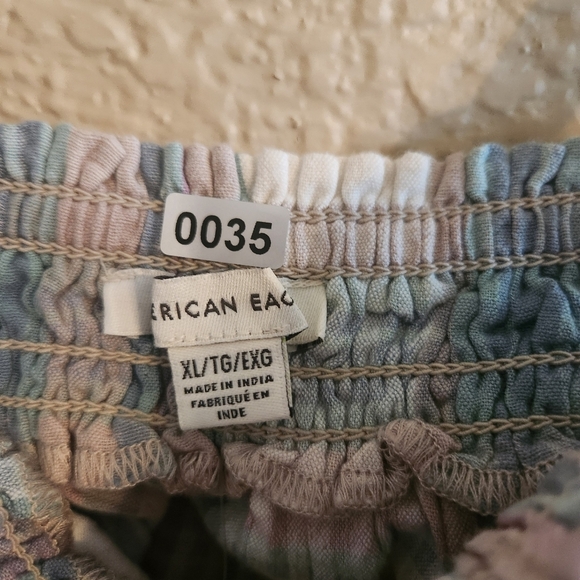 0035
ERICAN EAG
XL/TG/EXG
MADE IN INDIA
FABRIQUÉ EN
INDE